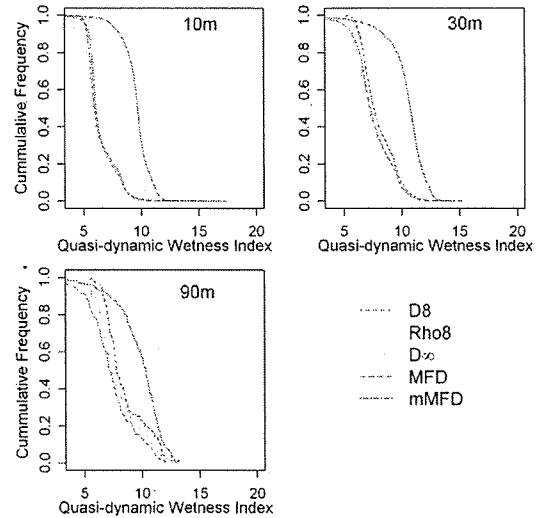 10m
Cummulative Frequency
0.0 0.2 0.4 0.6 0.8 1.0
5 10 15 20
Quasi-dynamic Wetness Index
30m
Cummulative Frequency
0.0 0.2 0.4 0.6 0.8 1.0
5 10 15 20
Quasi-dynamic Wetness Index
90m
Cummulative Frequency
0.0 0.2 0.4 0.6 0.8 1.0
5 10 15 20
Quasi-dynamic Wetness Index
D8
Rho8
D∞
MFD
mMFD